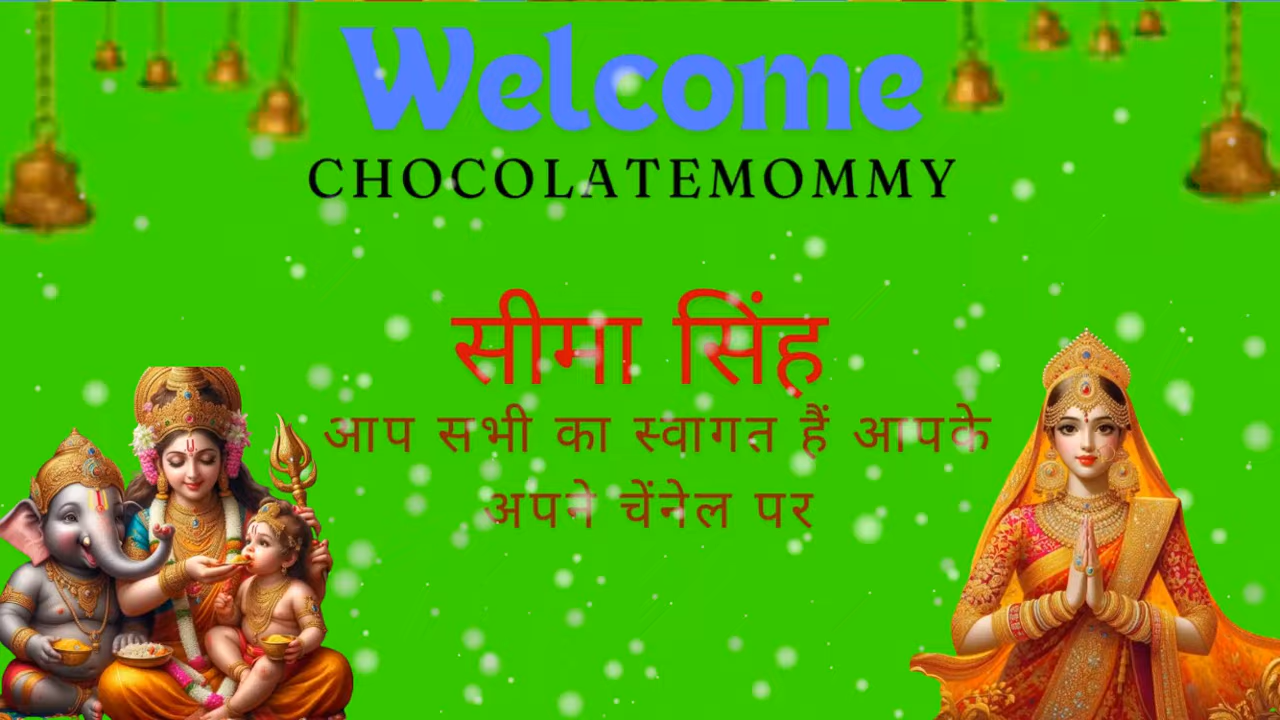 Welcome
CHOCOLATEMOMMY
सीमा सिंह
आप सभी का स्वागत हैं आपके
अपने चेंनेल पर